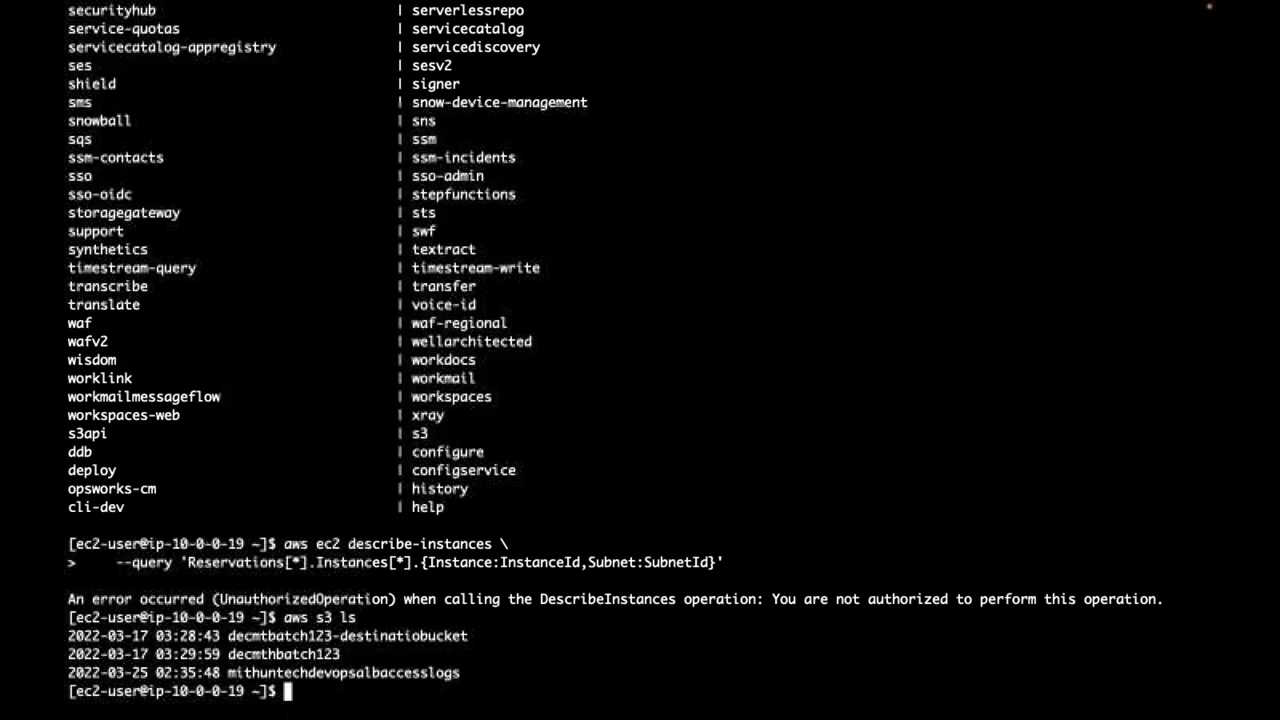 securityhub | serverlessrepo
service-quotas | servicecatalog
servicecatalog-appregistry | servicediscovery
ses | sesv2
shield | signer
sms | snow-device-management
snowball | sns
sqs | ssm
ssm-contacts | ssm-incidents
sso | sso-admin
sso-oidc | stepfunctions
storagegateway | sts
support | swf
synthetics | textract
timestream-query | timestream-write
transcribe | transfer
translate | voice-id
waf | waf-regional
wafv2 | wellarchitected
wisdom | workdocs
worklink | workmail
workmailmessageflow | workspaces
workspaces-web | xray
s3api | s3
ddb | configure
deploy | configservice
opsworks-cm | history
cli-dev | help
[ec2-user@ip-10-0-0-19 ~]$ aws ec2 describe-instances \
> --query 'Reservations[*].Instances[*].{Instance:InstanceId,Subnet:SubnetId}'
An error occurred (UnauthorizedOperation) when calling the DescribeInstances operation: You are not authorized to perform this operation.
[ec2-user@ip-10-0-0-19 ~]$ aws s3 ls
2022-03-17 03:28:43 decmtbatch123-destinatiobucket
2022-03-17 03:29:59 decmthbatch123
2022-03-25 02:35:48 mithuntechdevopsalbaccesslogs
[ec2-user@ip-10-0-0-19 ~]$